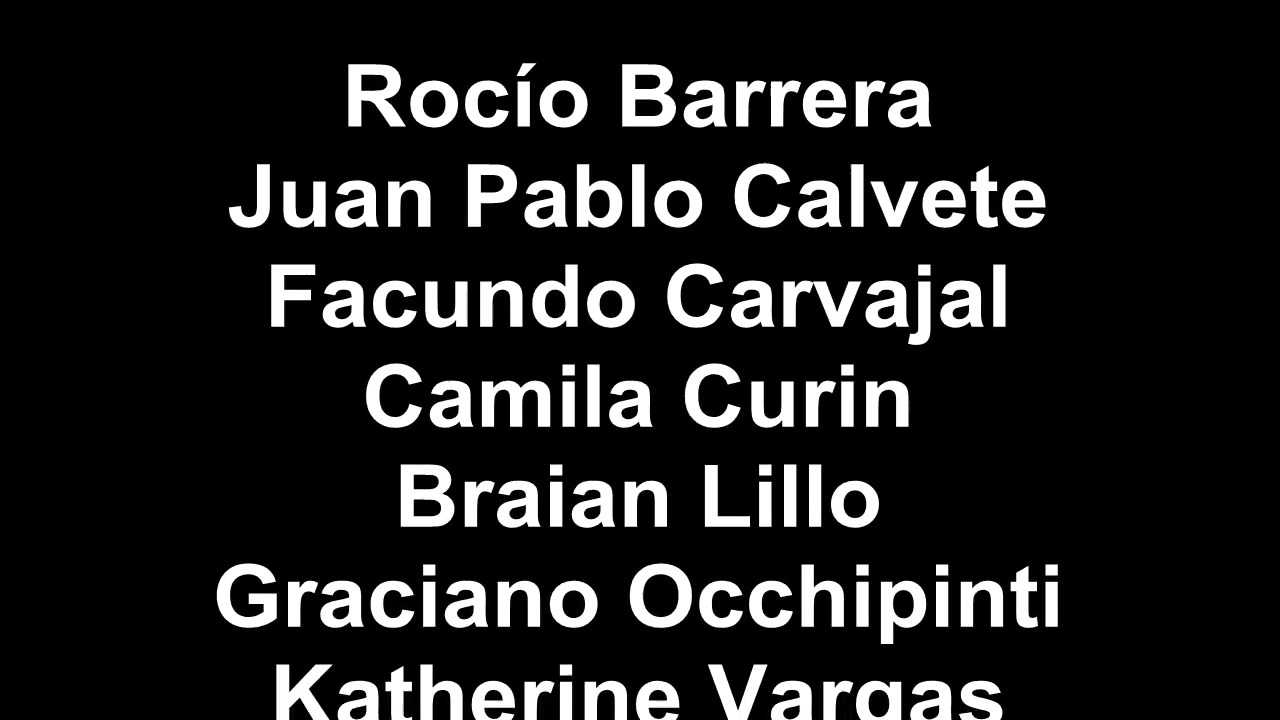 Rocío Barrera
Juan Pablo Calvete
Facundo Carvajal
Camila Curin
Braian Lillo
Graciano Occhipinti
Katherine Vargas